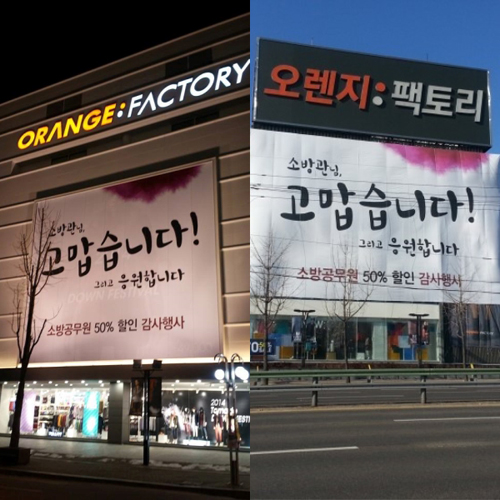 ORANGE:FACTORY
소방관님,
고맙습니다!
그리고 응원합니다
소방공무원 50% 할인 감사행사
2014
오렌지:팩토리
소방관님,
고맙습니다!
그리고 응원합니다
소방공무원 50% 할인 감사행사